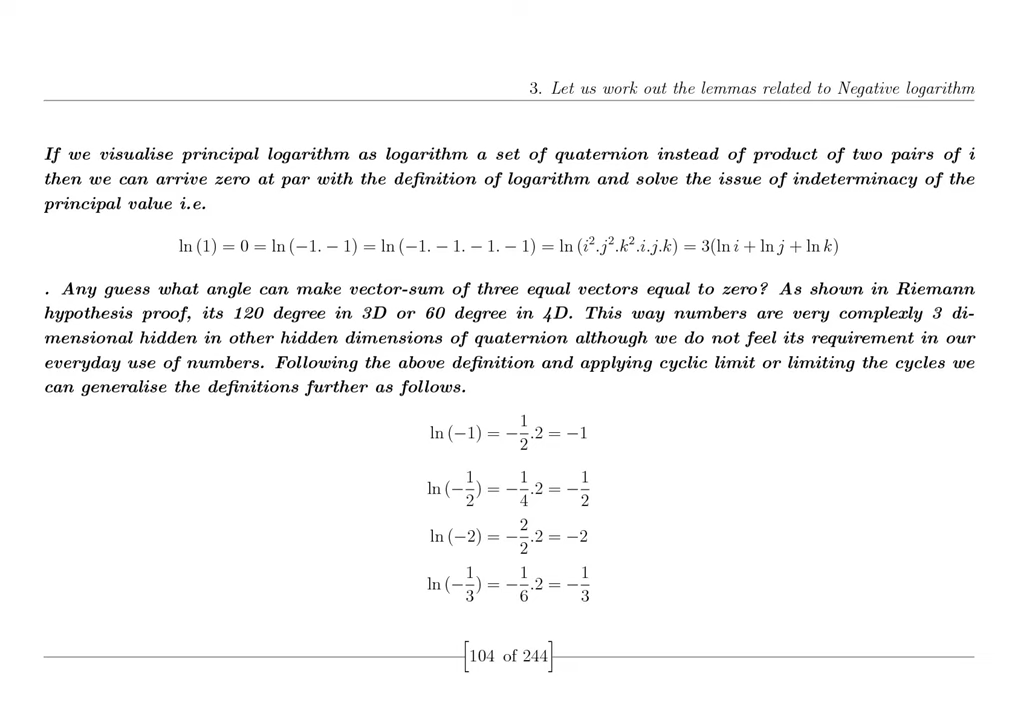 3. Let us work out the lemmas related to Negative logarithm
If we visualise principal logarithm as logarithm a set of quaternion instead of product of two pairs of i
then we can arrive zero at par with the definition of logarithm and solve the issue of indeterminacy of the
principal value i.e.
ln (1) = 0 = ln (−1. − 1) = ln (−1. − 1. − 1. − 1) = ln (i².j².k².i.j.k) = 3(ln i + ln j + ln k)
. Any guess what angle can make vector-sum of three equal vectors equal to zero? As shown in Riemann
hypothesis proof, its 120 degree in 3D or 60 degree in 4D. This way numbers are very complexly 3 di-
mensional hidden in other hidden dimensions of quaternion although we do not feel its requirement in our
everyday use of numbers. Following the above definition and applying cyclic limit or limiting the cycles we
can generalise the definitions further as follows.
ln (−1) = −1/2.2 = −1
ln (−1/2) = −1/4.2 = −1/2
ln (−2) = −2/2.2 = −2
ln (−1/3) = −1/6.2 = −1/3
[104 of 244]